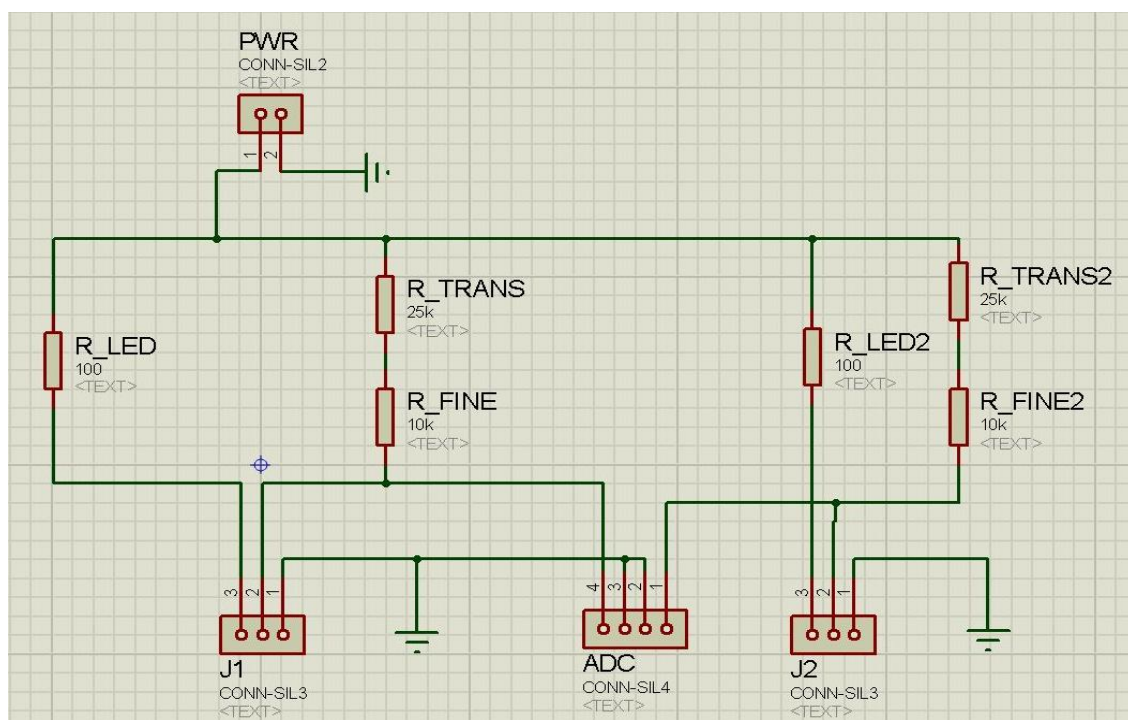 PWR
CONN-SIL2
<TEXT>
1
2
R_TRANS
25k
<TEXT>
R_TRANS2
25k
<TEXT>
R_LED
100
<TEXT>
R_LED2
100
<TEXT>
R_FINE
10k
<TEXT>
R_FINE2
10k
<TEXT>
3
2
1
4
3
2
1
3
2
1
J1
CONN-SIL3
<TEXT>
ADC
CONN-SIL4
<TEXT>
J2
CONN-SIL3
<TEXT>